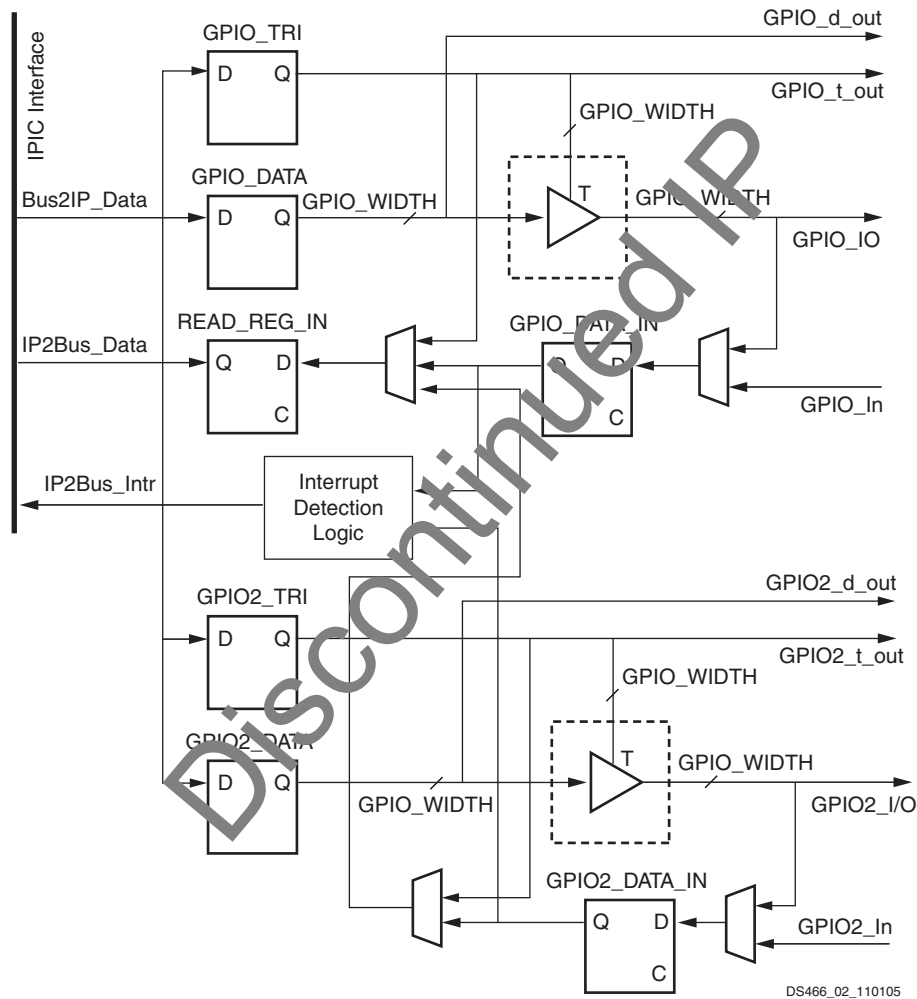 GPIO_d_out
GPIO_TRI
D Q
GPIO_t_out
IPIC Interface
GPIO_WIDTH
GPIO_DATA
T
Bus2IP_Data
D Q
GPIO_WIDTH
GPIO_WIDTH
GPIO_IO
READ_REG_IN
GPIO_DATA_IN
IP2Bus_Data
Q D
C
Q D
C
GPIO_In
IP2Bus_Intr
Interrupt
Detection
Logic
GPIO2_d_out
GPIO2_TRI
D Q
GPIO2_t_out
GPIO_WIDTH
GPIO2_DATA
T
D Q
GPIO_WIDTH
GPIO_WIDTH
GPIO2_I/O
GPIO2_DATA_IN
Q D
C
GPIO2_In
DS466_02_110105
Discontinued IP